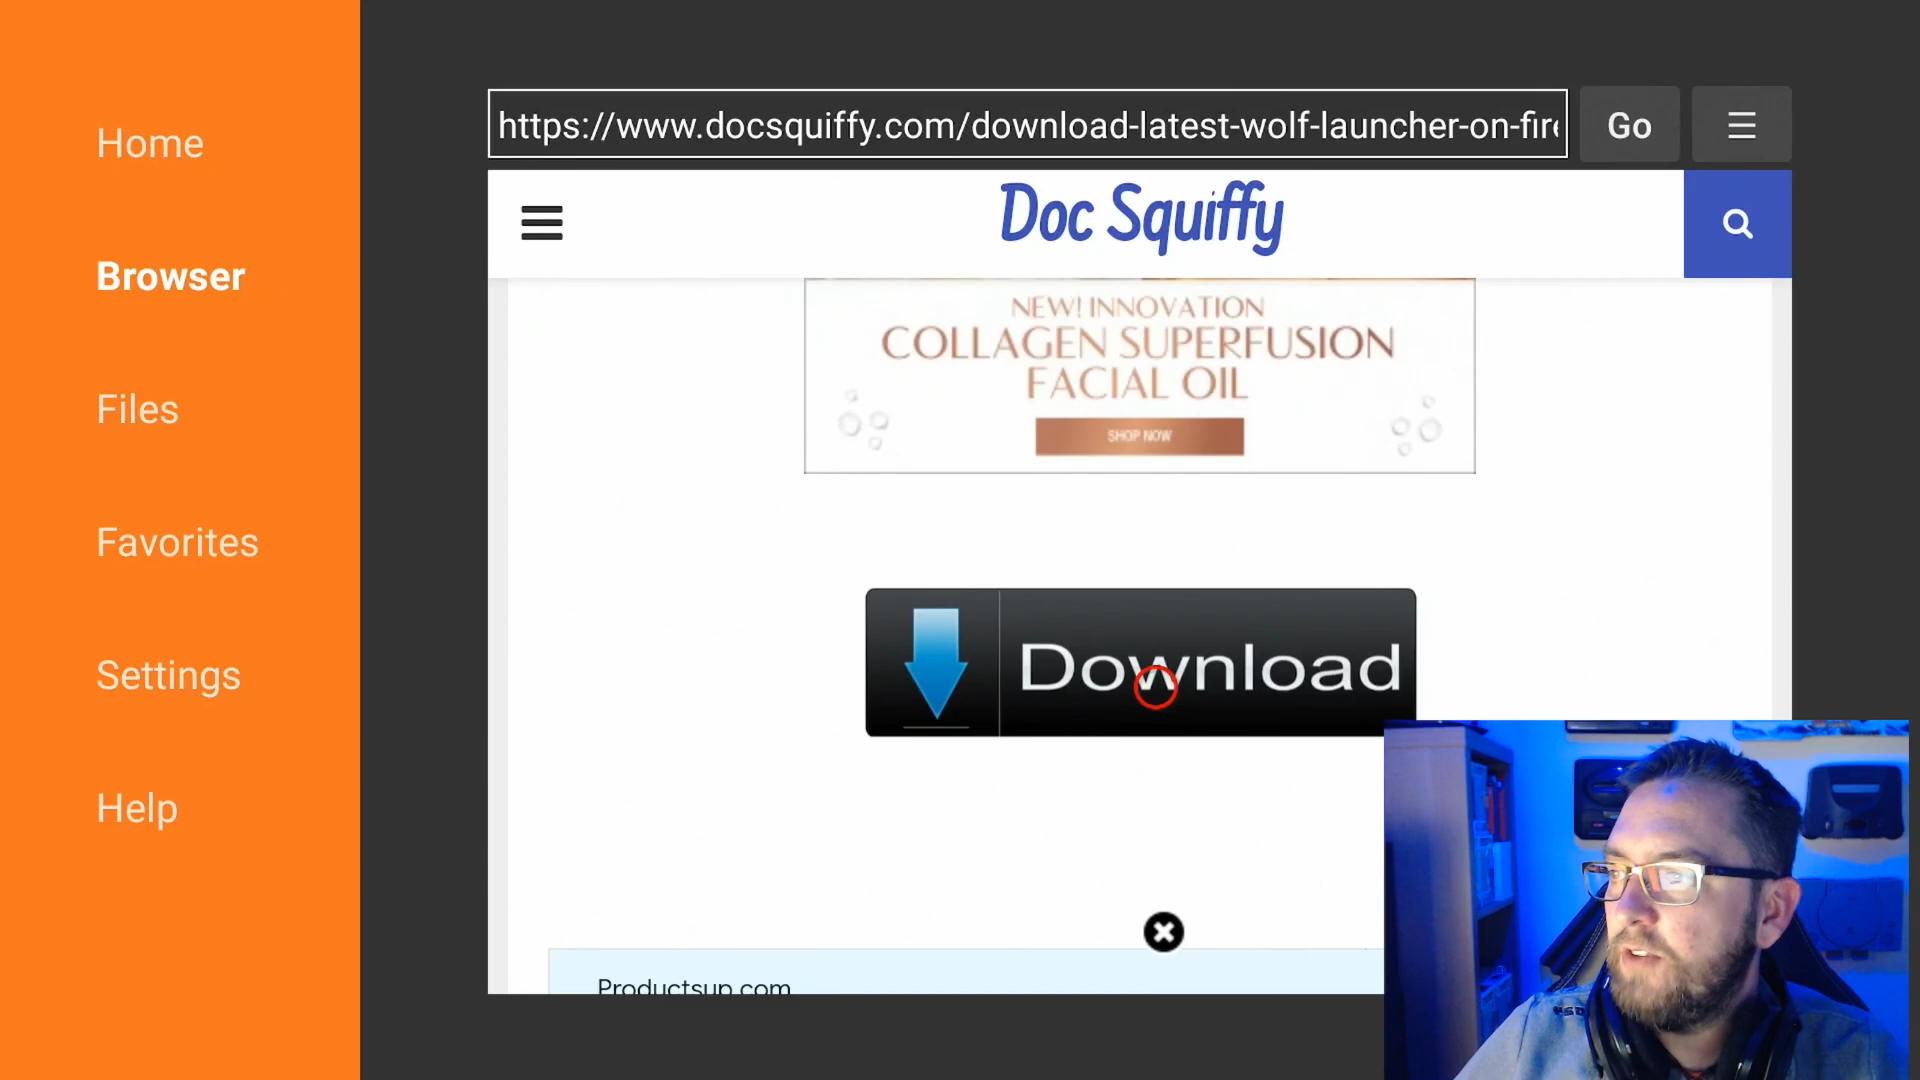 Home
Browser
Files
Favorites
Settings
Help
https://www.docsquiffy.com/download-latest-wolf-launcher-on-fire
Go
Doc Squiffy
NEW! INNOVATION
COLLAGEN SUPERFUSION
FACIAL OIL
SHOP NOW
Download
Productsup.com